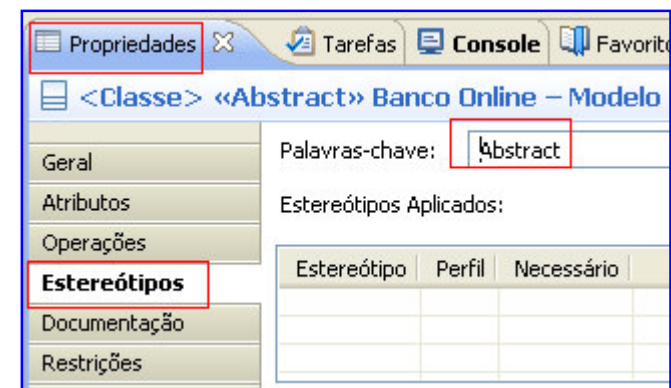 Propriedades Tarefas Console Favorito
<Classe> «Abstract» Banco Online – Modelo
Palavras-chave: Abstract
Geral
Atributos
Estereótipos Aplicados:
Operações
Estereótipo Perfil Necessário
Estereótipos
Documentação
Restrições